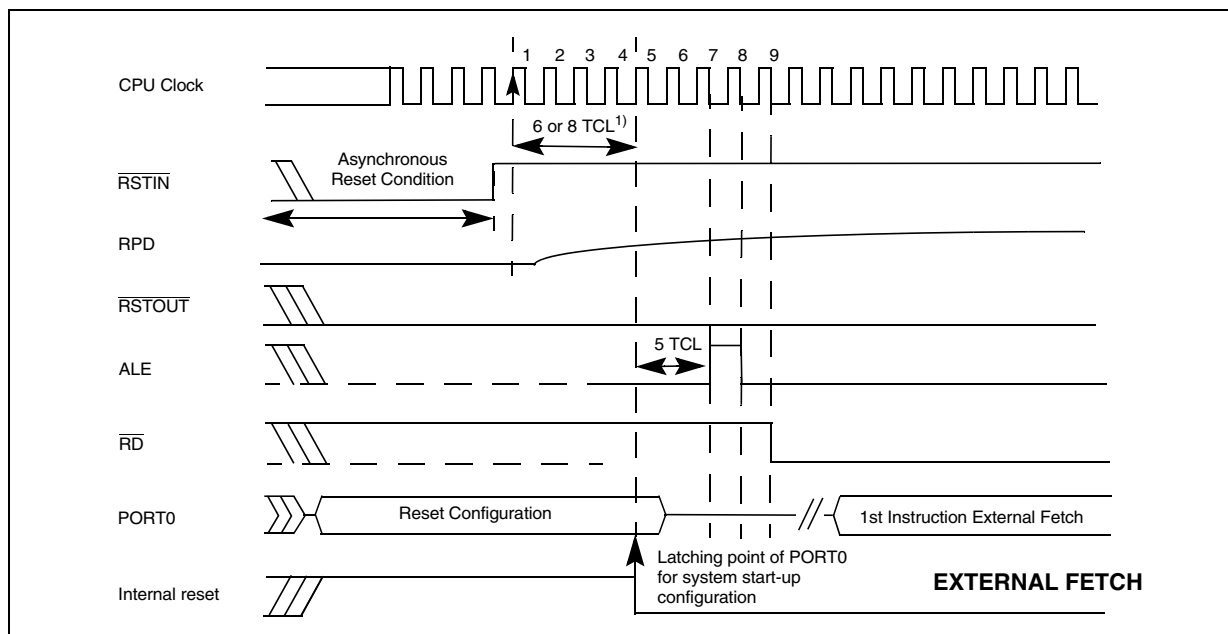 1 2 3 4 5 6 7 8 9
CPU Clock
6 or 8 TCL1)
Asynchronous
Reset Condition
RSTIN
RPD
RSTOUT
5 TCL
ALE
RD
PORT0
Reset Configuration
1st Instruction External Fetch
Latching point of PORT0
for system start-up
configuration
EXTERNAL FETCH
Internal reset